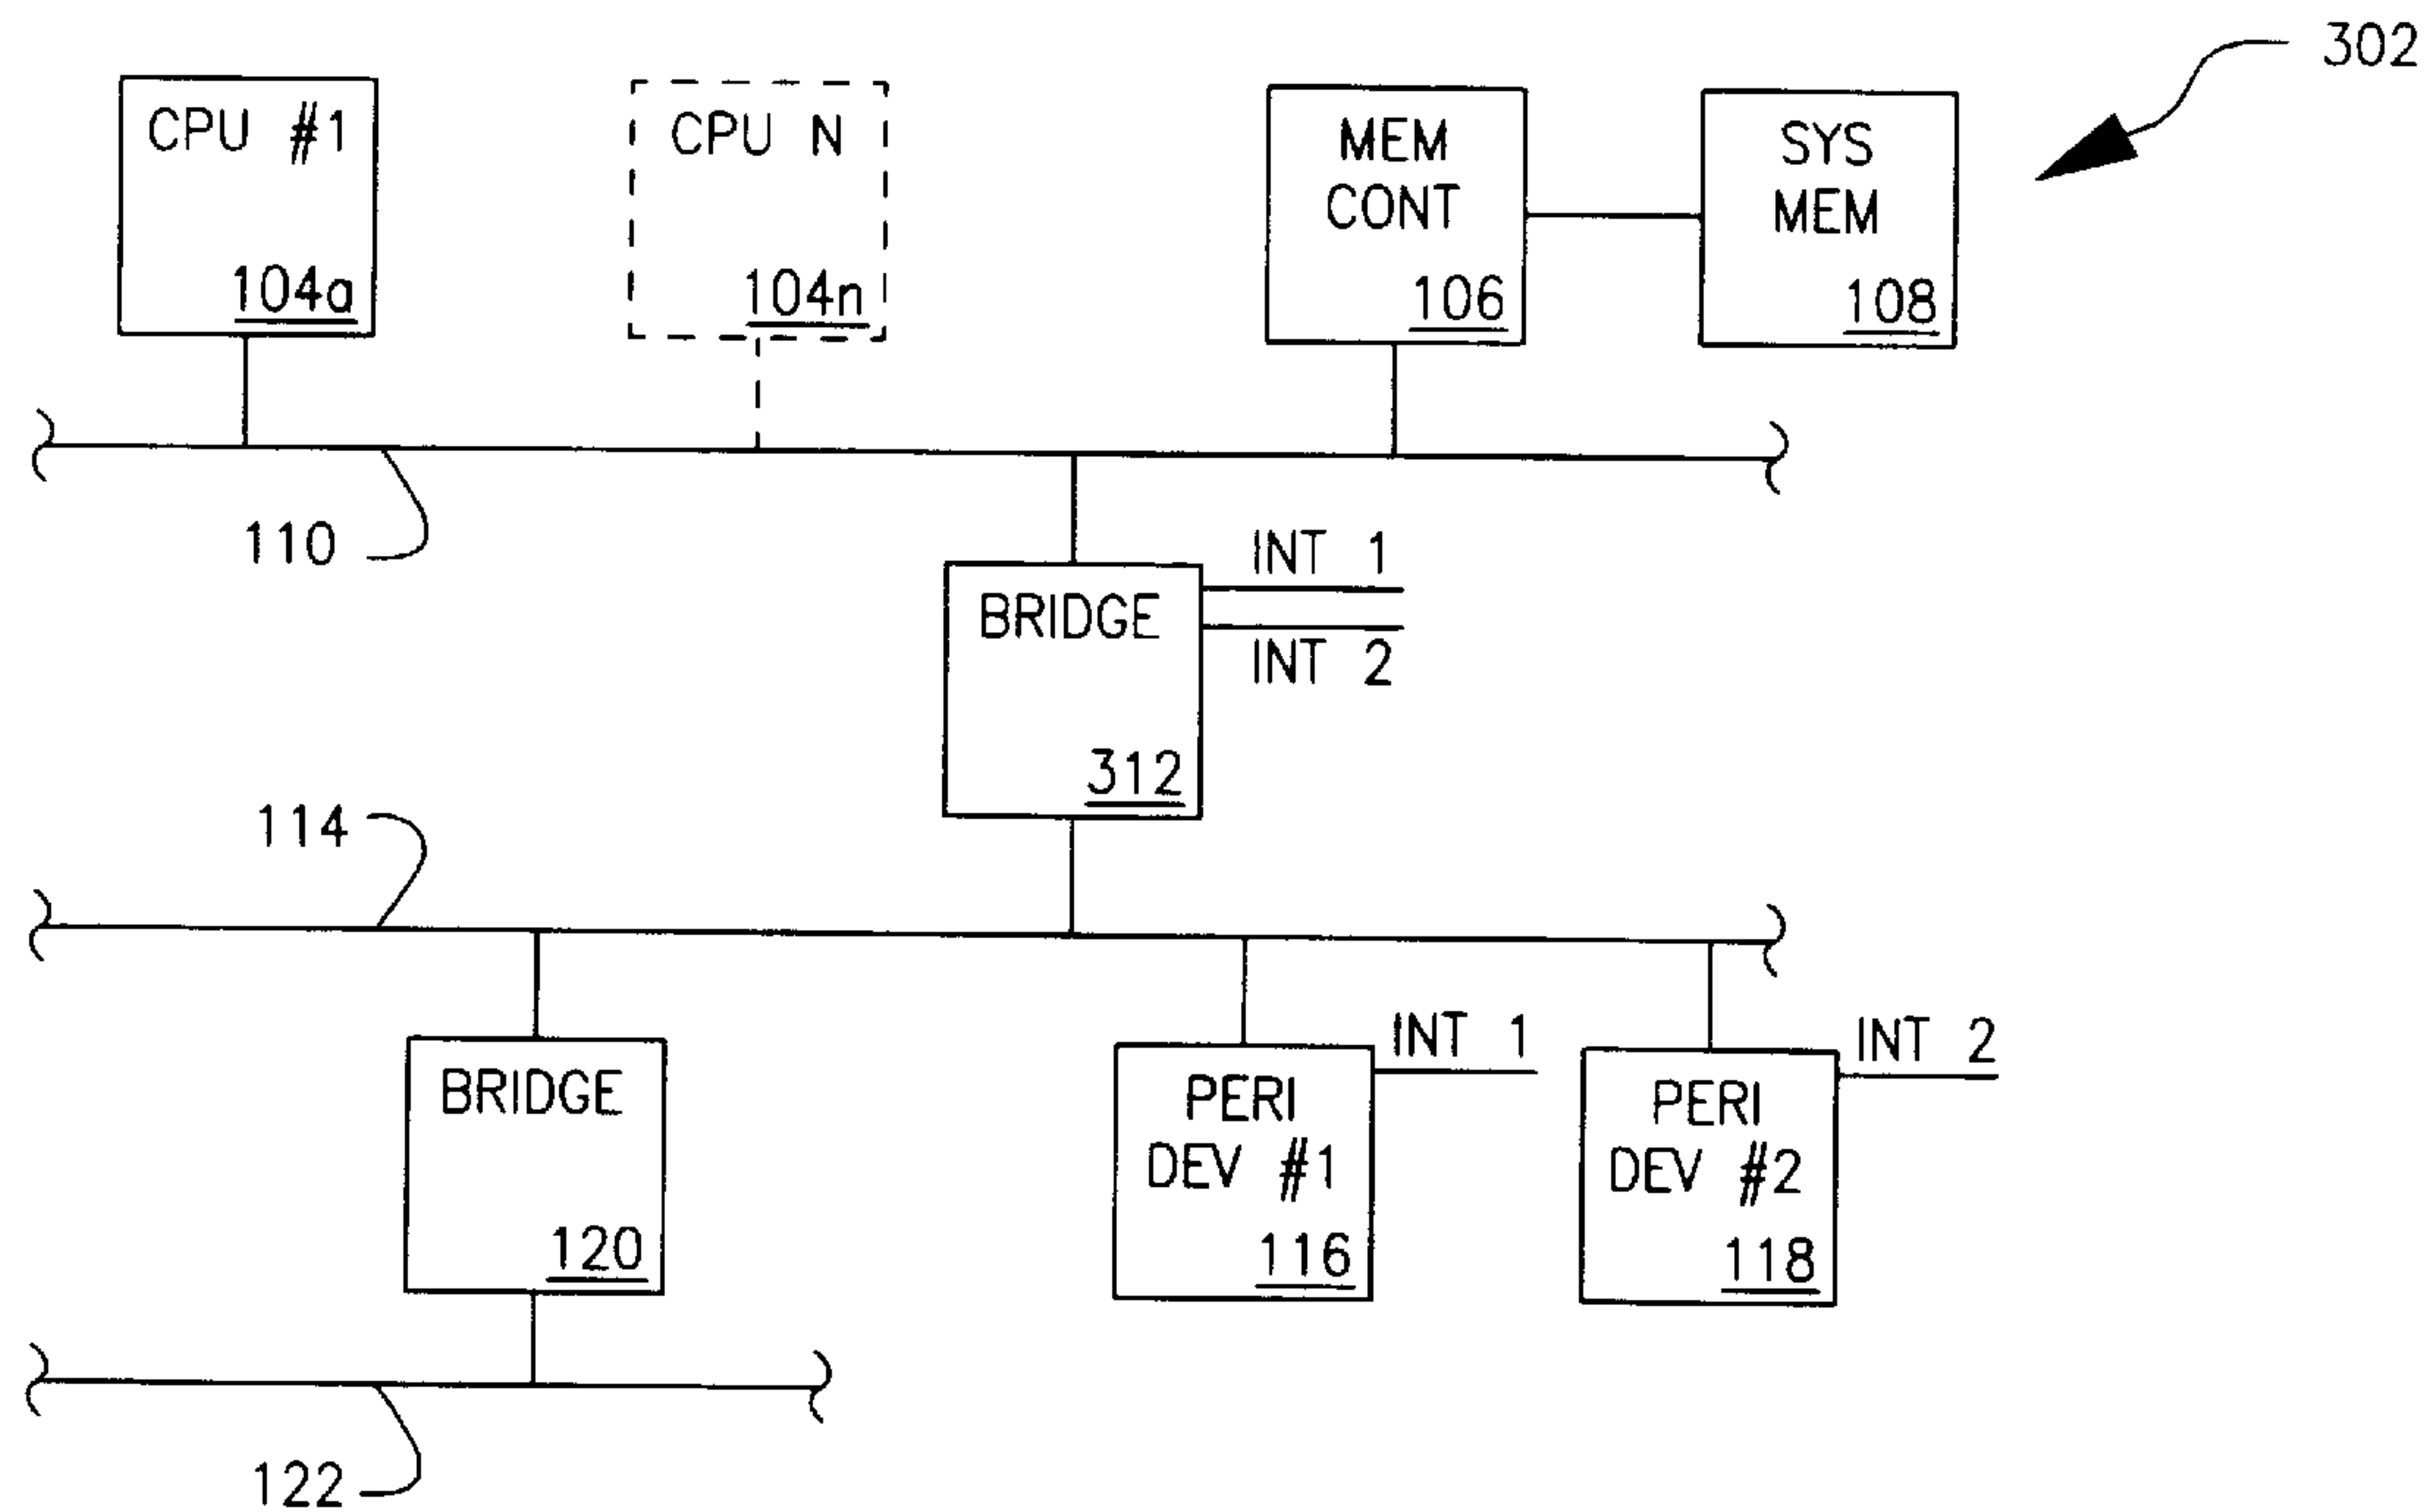 302
CPU #1
104a
CPU N
104n
MEM
CONT
106
SYS
MEM
108
110
INT 1
BRIDGE
INT 2
312
114
BRIDGE
120
PERI
DEV #1
116
INT 1
PERI
DEV #2
118
INT 2
122